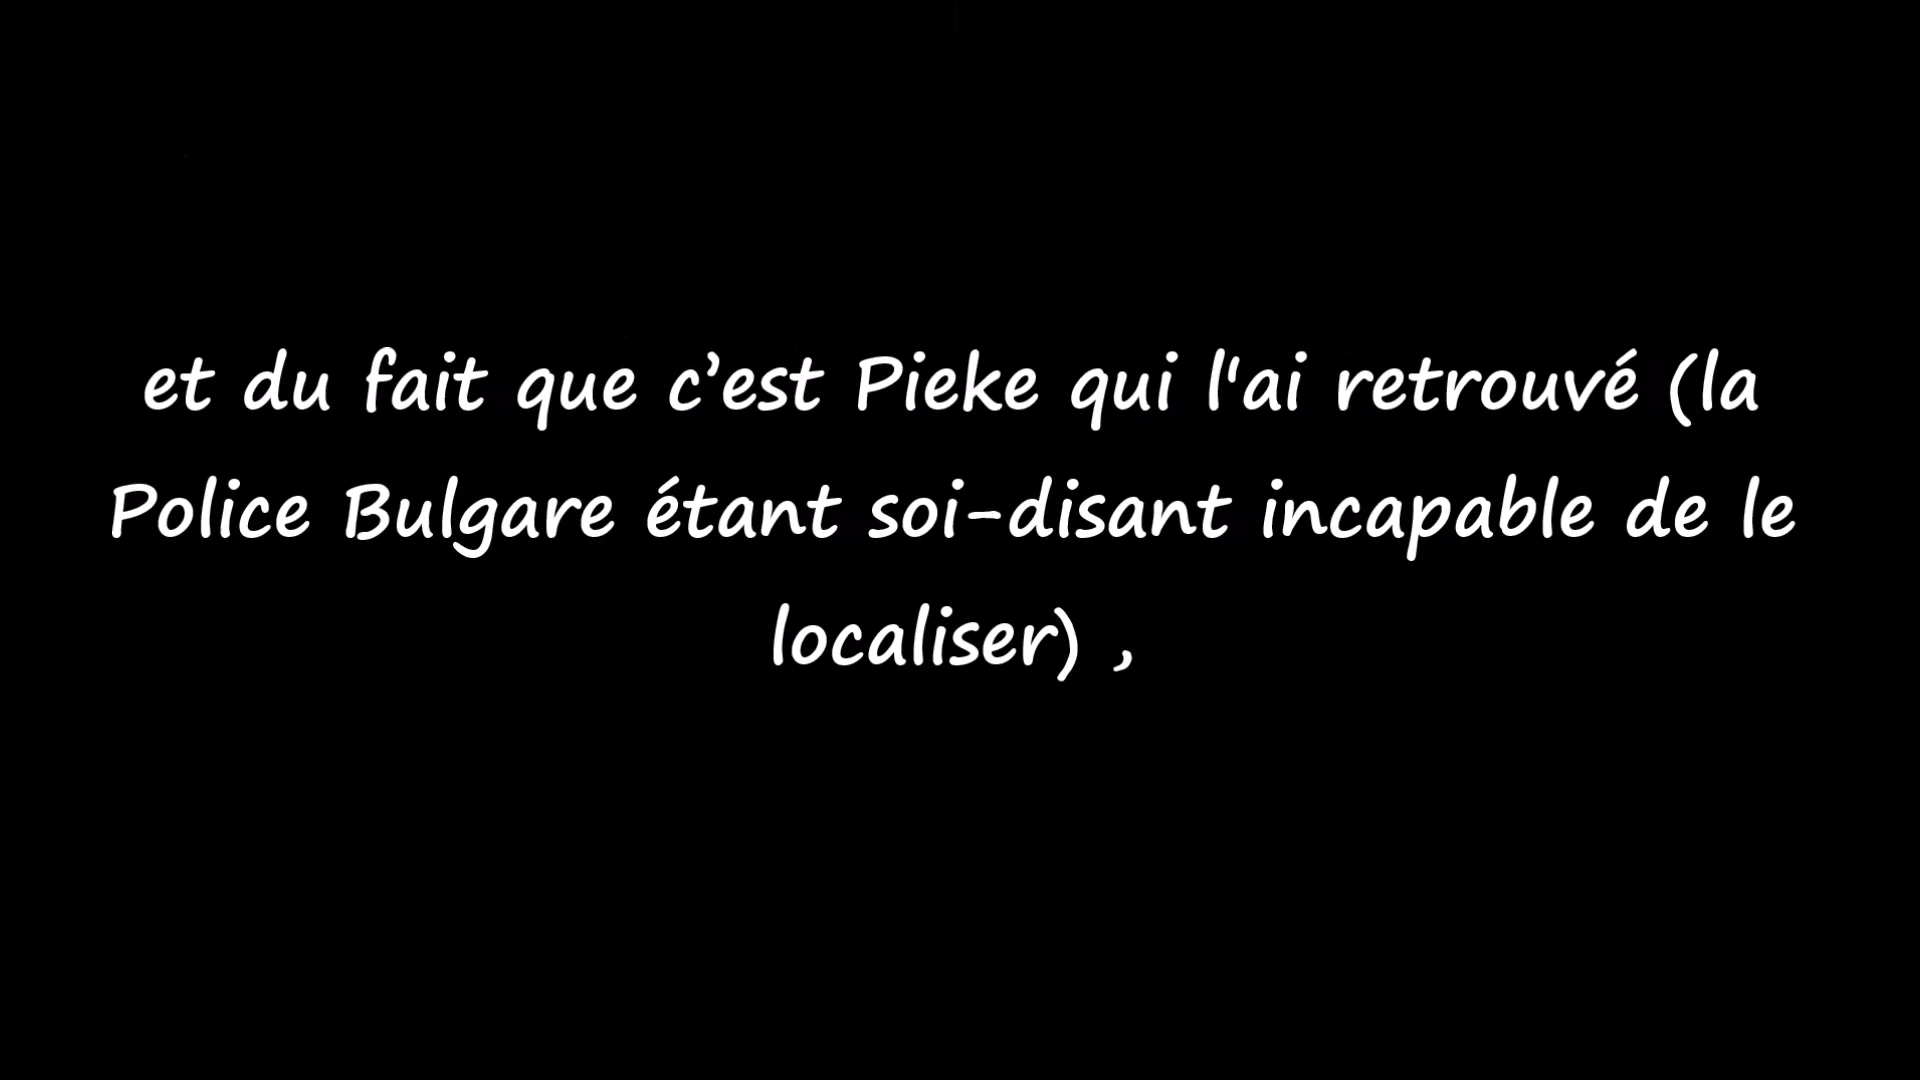 et du fait que c’est Pieke qui l'ai retrouvé (la
Police Bulgare étant soi-disant incapable de le
localiser) ,